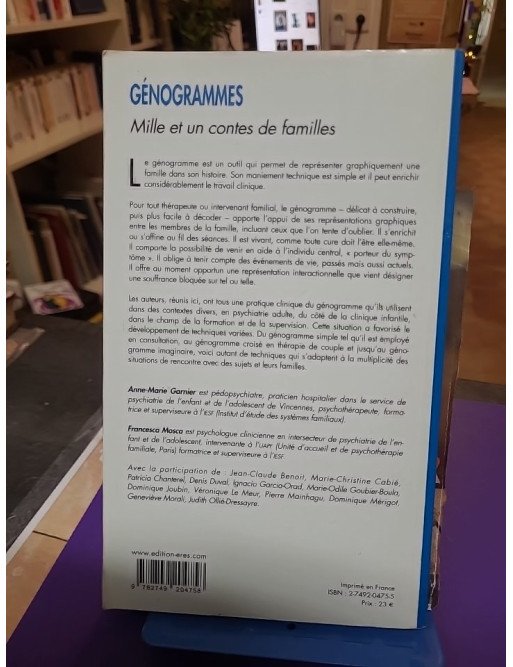 GÉNOGRAMMES
Mille et un contes de familles
Le génogramme est un outil qui permet de représenter graphiquement une
famille dans son histoire. Son maniement technique est simple et il peut enrichir
considérablement le travail clinique.
Pour tout thérapeute ou intervenant familial, le génogramme – délicat à construire,
puis plus facile à décoder – apporte l'appui de ses représentations graphiques
entre les membres de la famille, incluant ceux que l'on tente d'oublier. Il s'enrichit
ou s'affine au fil des séances. Il est vivant, comme toute cure doit l'être elle-même.
Il comporte la possibilité de venir en aide à l'individu central, « porteur du symp-
tôme ». Il oblige à tenir compte des événements de vie, passés mais aussi actuels.
Il offre au moment opportun une représentation interactionnelle que vient désigner
une souffrance bloquée sur tel ou telle.
Les auteurs, réunis ici, ont tous une pratique clinique du génogramme qu'ils utilisent
dans des contextes divers, en psychiatrie adulte, du côté de la clinique infantile,
dans le champ de la formation et de la supervision. Cette situation a favorisé le
développement de techniques variées. Du génogramme simple tel qu'il est employé
en consultation, au génogramme croisé en thérapie de couple et jusqu'au géno-
gramme imaginaire, voici autant de techniques qui s'adaptent à la multiplicité des
situations de rencontre avec des sujets et leurs familles.
Anne-Marie Garnier est pédopsychiatre, praticien hospitalier dans le service de
psychiatrie de l'enfant et de l'adolescent de Vincennes, psychothérapeute, forma-
trice et superviseure à l'ESF (Institut d'étude des systèmes familiaux).
Francesca Mosca est psychologue clinicienne en intersecteur de psychiatrie de l'en-
fant et de l'adolescent, intervenante à l'UAPF (Unité d'accueil et de psychothérapie
familiale, Paris) formatrice et superviseure à l'ESF.
Avec la participation de : Jean-Claude Benoit, Marie-Christine Cabié,
Patricia Chanterel, Denis Duval, Ignacio Garcia-Orad, Marie-Odile Goubier-Boula,
Dominique Joubin, Véronique Le Meur, Pierre Mainhagu, Dominique Mérigot,
Geneviève Morali, Judith Ollié-Dressayre.
www.edition-eres.com
9 782749 204758
Imprimé en France
ISBN : 2-7492-0475-5
Prix : 23 €